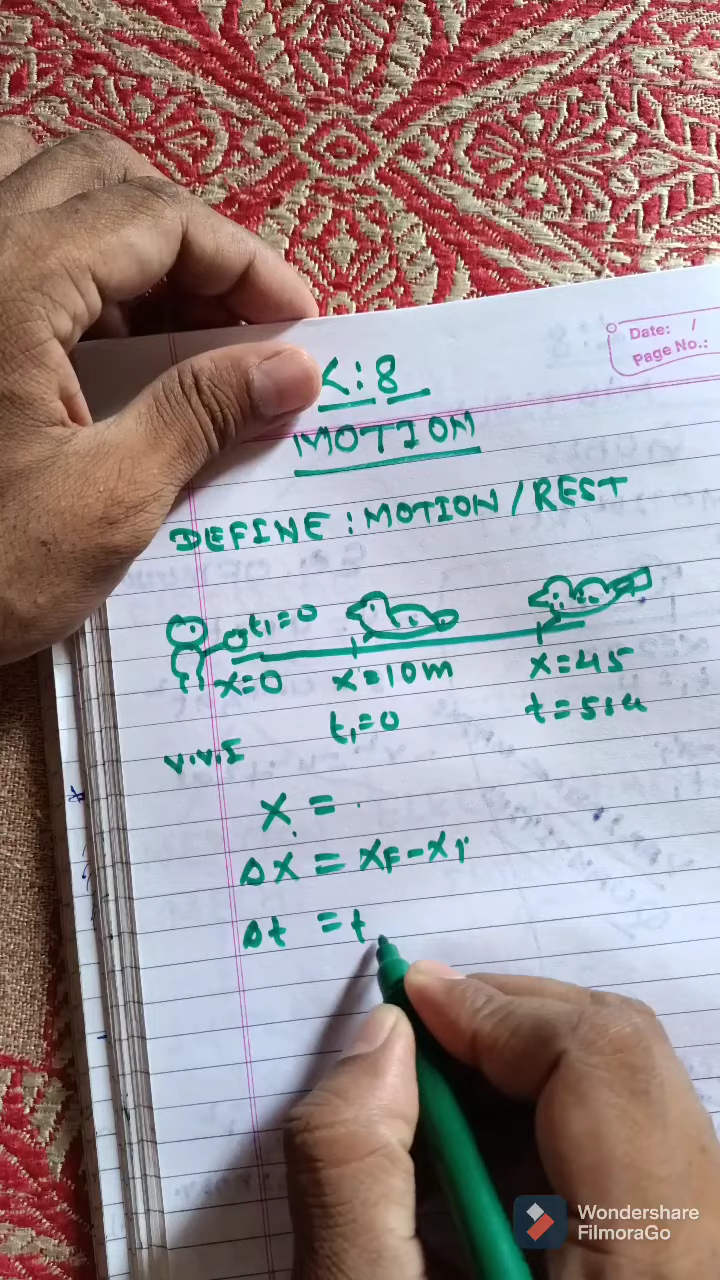 Date: /
Page No.:
<:8
MOTION
DEFINE : MOTION / REST
t₁=0
x=0 x=10m x=45
t₁=0
V.V.I
X =
ΔX = XF-Xi
Δt = t
Wondershare
FilmoraGo